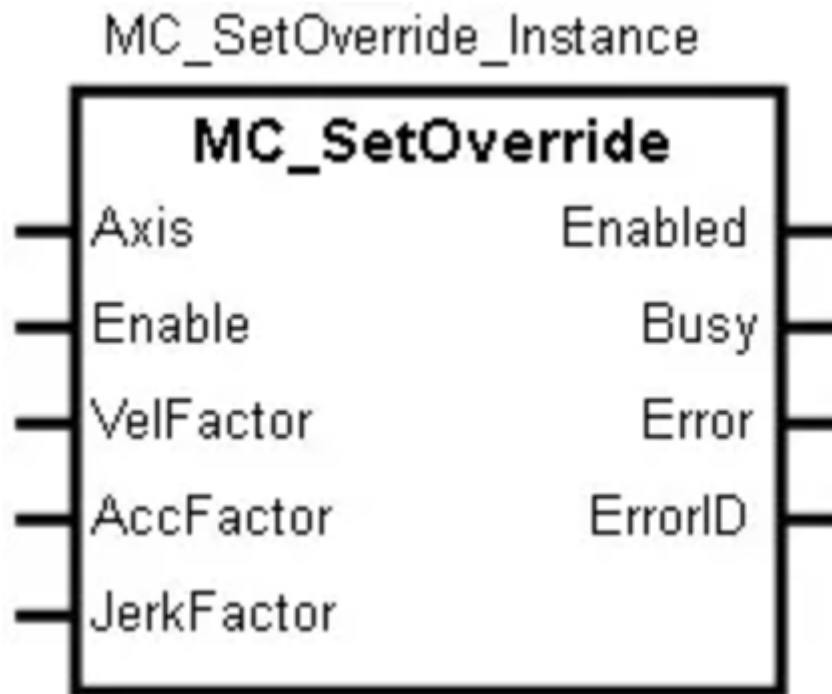 MC_SetOverride_Instance
MC_SetOverride
Axis Enabled
Enable Busy
VelFactor Error
AccFactor ErrorID
JerkFactor